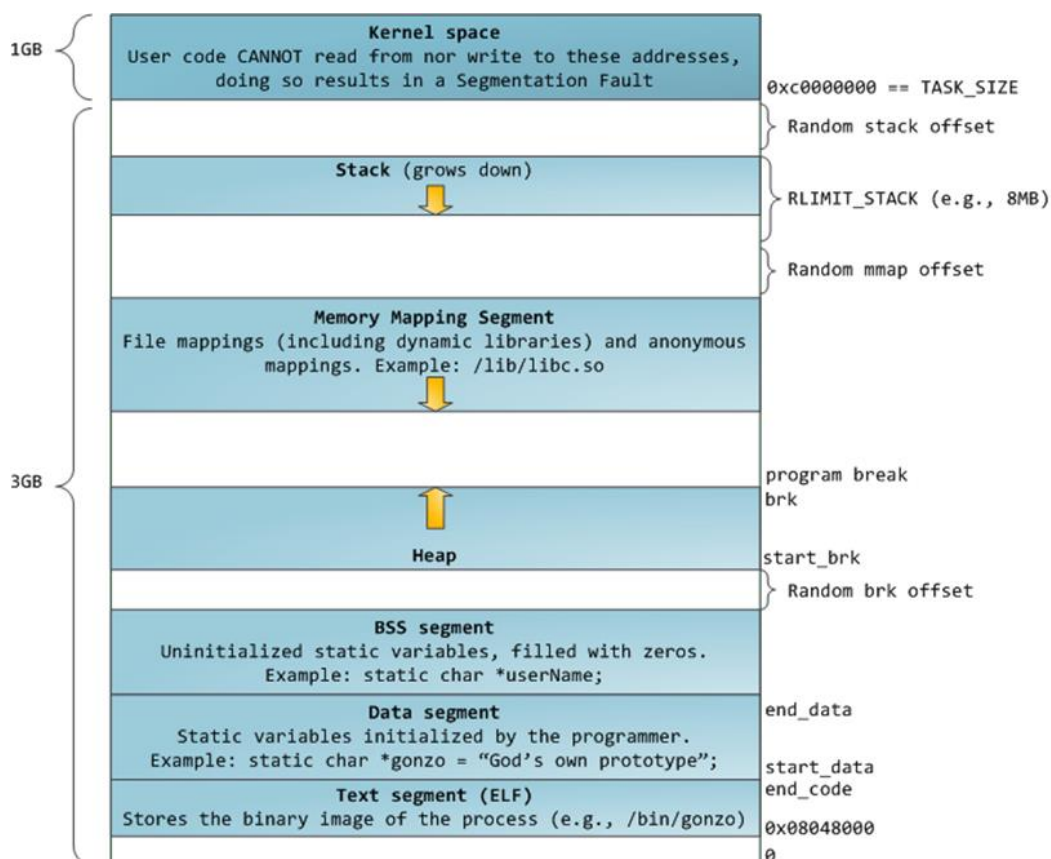 1GB
Kernel space
User code CANNOT read from nor write to these addresses,
doing so results in a Segmentation Fault
0xc0000000 == TASK_SIZE
Random stack offset
Stack (grows down)
RLIMIT_STACK (e.g., 8MB)
Random mmap offset
Memory Mapping Segment
File mappings (including dynamic libraries) and anonymous
mappings. Example: /lib/libc.so
3GB
program break
brk
Heap
start_brk
Random brk offset
BSS segment
Uninitialized static variables, filled with zeros.
Example: static char *userName;
Data segment
end_data
Static variables initialized by the programmer.
Example: static char *gonzo = “God’s own prototype”;
start_data
end_code
Text segment (ELF)
Stores the binary image of the process (e.g., /bin/gonzo)
0x08048000
0